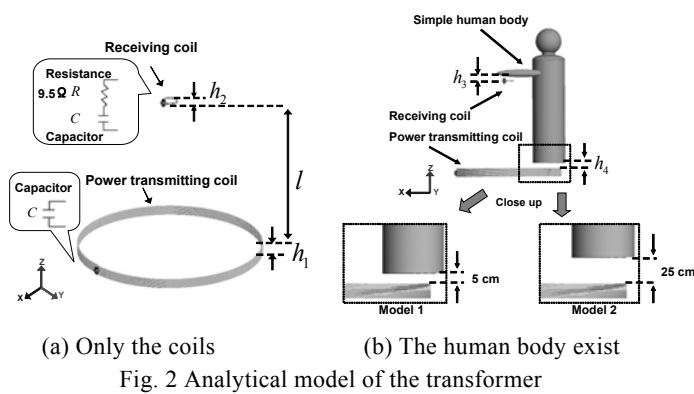 Receiving coil
Resistance
9.5Ω R
C
Capacitor
h2
l
Capacitor
C
Power transmitting coil
h1
Z
X
Y
Simple human body
h3
Receiving coil
Power transmitting coil
h4
Z
X
Y
Close up
5 cm
25 cm
Model 1
Model 2
(a) Only the coils
(b) The human body exist
Fig. 2 Analytical model of the transformer